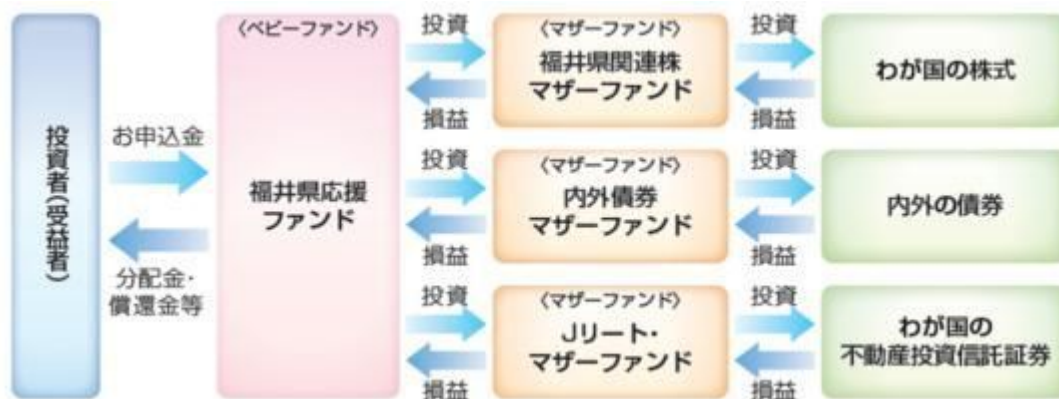 投資者(受益者)
お申込金
分配金・
償還金等
〈ベビーファンド〉
福井県応援
ファンド
投資
損益
〈マザーファンド〉
福井県関連株
マザーファンド
投資
損益
わが国の株式
投資
損益
〈マザーファンド〉
内外債券
マザーファンド
投資
損益
内外の債券
投資
損益
〈マザーファンド〉
Jリート・
マザーファンド
投資
損益
わが国の
不動産投資信託証券